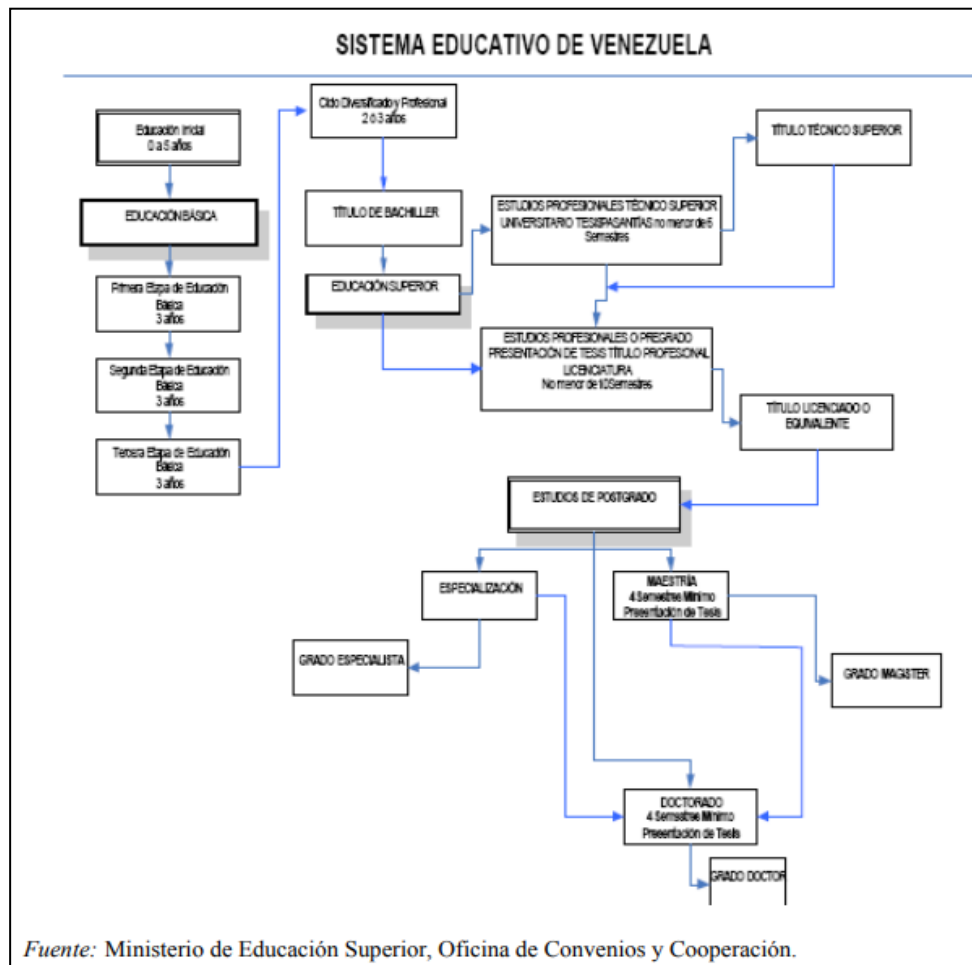 SISTEMA EDUCATIVO DE VENEZUELA
Educación Inicial
0 a 5 años
EDUCACIÓN BÁSICA
Primera Etapa de Educación
Básica
3 años
Segunda Etapa de Educación
Básica
3 años
Tercera Etapa de Educación
Básica
3 años
Ciclo Diversificado y Profesional
2 ó 3 años
TÍTULO DE BACHILLER
EDUCACIÓN SUPERIOR
ESTUDIOS PROFESIONALES TÉCNICO SUPERIOR
UNIVERSITARIO TESISPASANTÍAS no menor de 6
Semestres
TÍTULO TÉCNICO SUPERIOR
ESTUDIOS PROFESIONALES O PREGRADO
PRESENTACIÓN DE TESIS TÍTULO PROFESIONAL
LICENCIATURA
No menor de 10 Semestres
TÍTULO LICENCIADO O
EQUIVALENTE
ESTUDIOS DE POSTGRADO
ESPECIALIZACIÓN
MAESTRÍA
4 Semestres Mínimo
Presentación de Tesis
GRADO ESPECIALISTA
GRADO MAGISTER
DOCTORADO
4 Semestres Mínimo
Presentación de Tesis
GRADO DOCTOR
Fuente: Ministerio de Educación Superior, Oficina de Convenios y Cooperación.